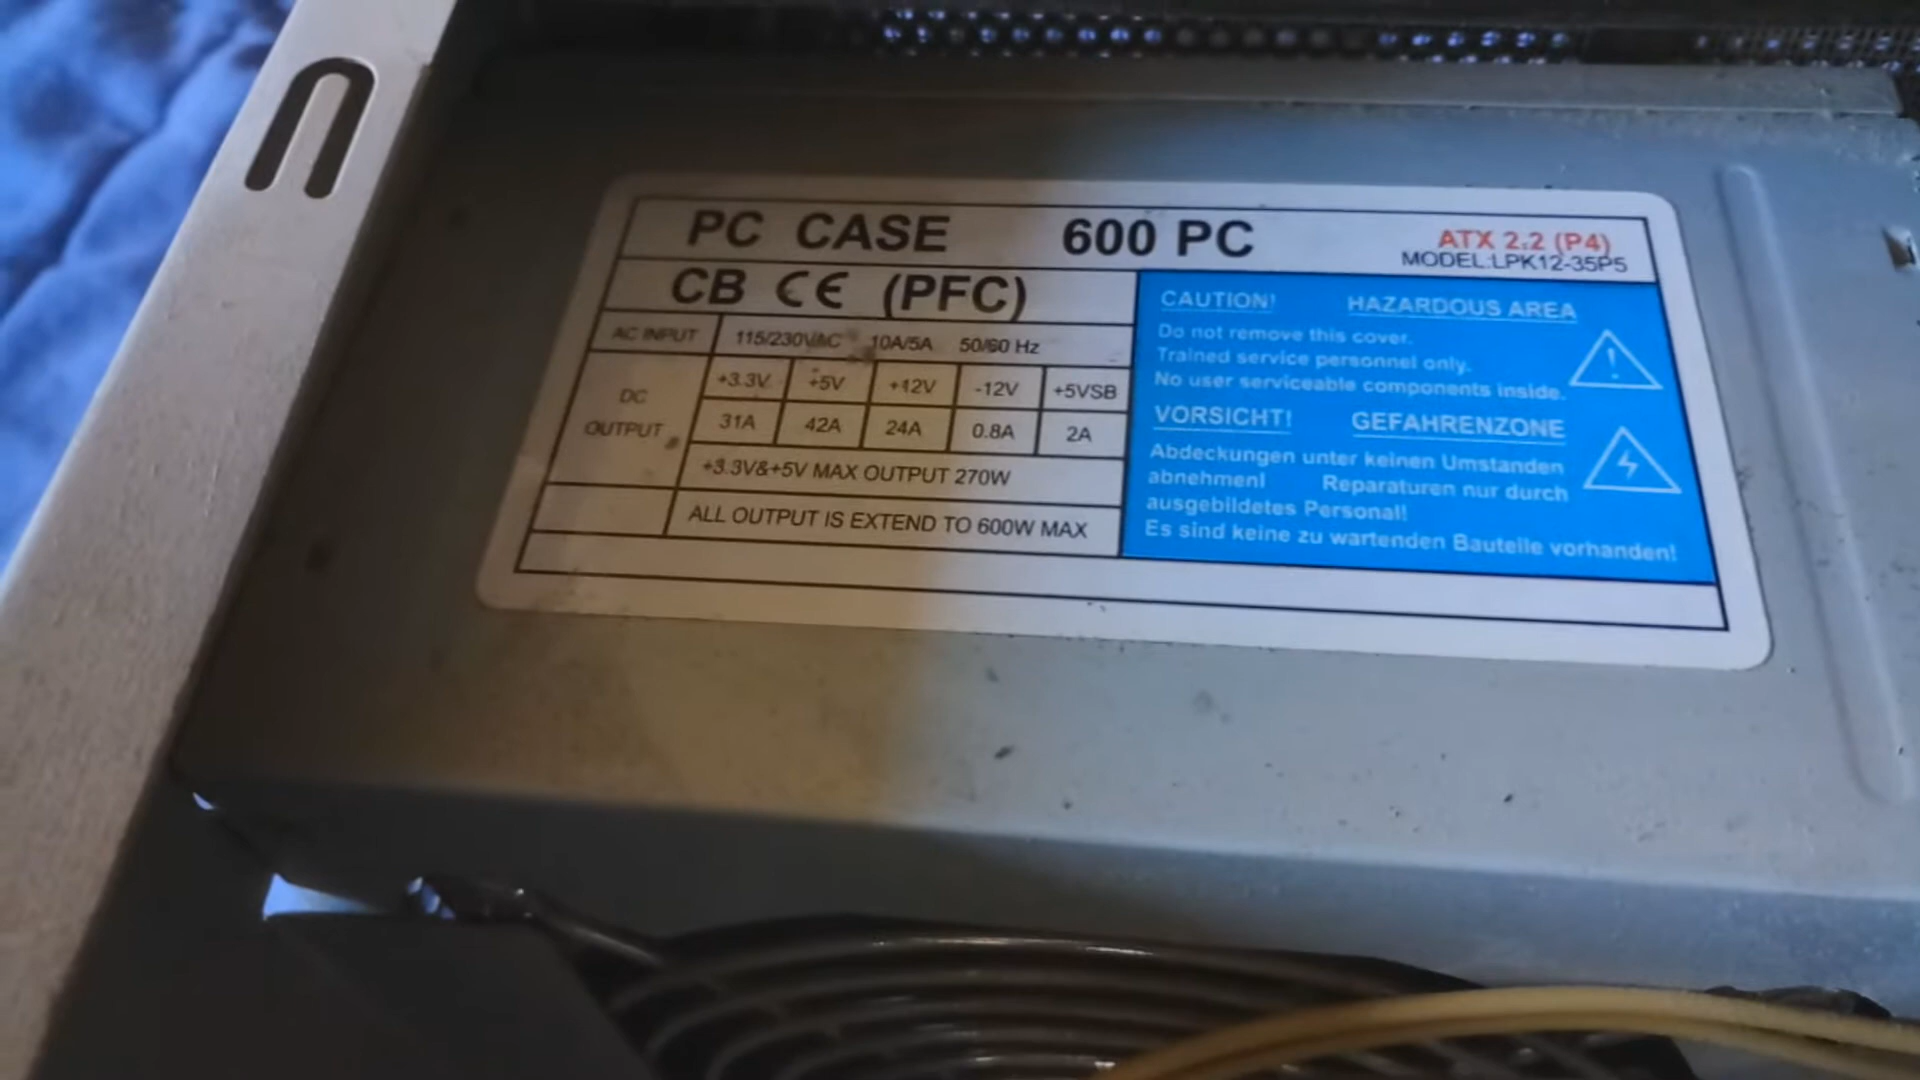 PC CASE 600 PC
ATX 2.2 (P4)
MODEL:LPK12-35P5
CB CE (PFC)
AC INPUT 115/230VAC 10A/5A 50/60 Hz
DC OUTPUT
+3.3V +5V +12V -12V +5VSB
31A 42A 24A 0.8A 2A
+3.3V&+5V MAX OUTPUT 270W
ALL OUTPUT IS EXTEND TO 600W MAX
CAUTION! HAZARDOUS AREA
Do not remove this cover.
Trained service personnel only.
No user serviceable components inside.
VORSICHT! GEFAHRENZONE
Abdeckungen unter keinen Umstanden
abnehmen! Reparaturen nur durch
ausgebildetes Personal!
Es sind keine zu wartenden Bauteile vorhanden!